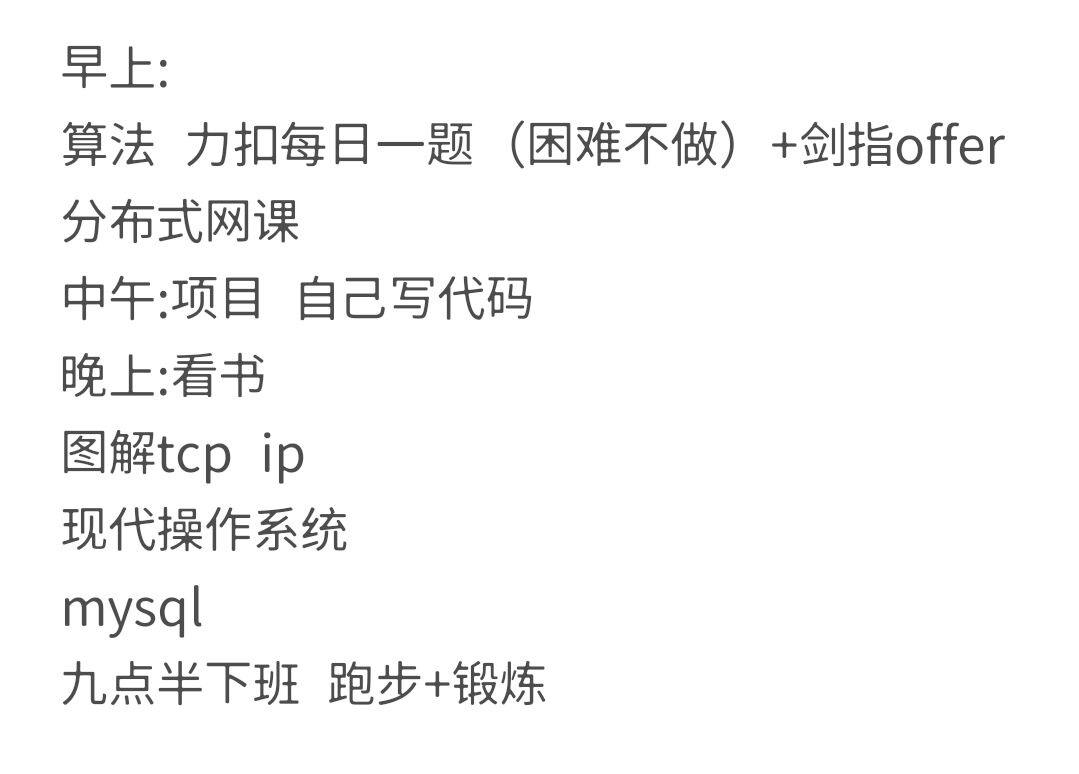 早上:
算法 力扣每日一题（困难不做）+剑指offer
分布式网课
中午:项目 自己写代码
晚上:看书
图解tcp ip
现代操作系统
mysql
九点半下班 跑步+锻炼